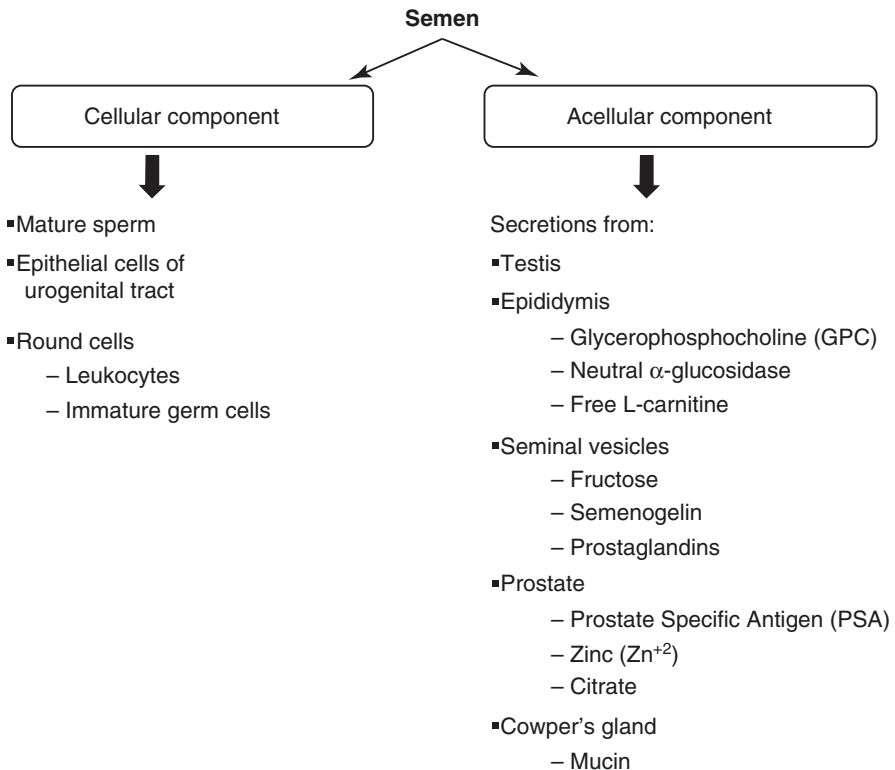 Semen
Cellular component
▪Mature sperm
▪Epithelial cells of
urogenital tract
▪Round cells
– Leukocytes
– Immature germ cells
Acellular component
Secretions from:
▪Testis
▪Epididymis
– Glycerophosphocholine (GPC)
– Neutral α-glucosidase
– Free L-carnitine
▪Seminal vesicles
– Fructose
– Semenogelin
– Prostaglandins
▪Prostate
– Prostate Specific Antigen (PSA)
– Zinc (Zn⁺²)
– Citrate
▪Cowper's gland
– Mucin